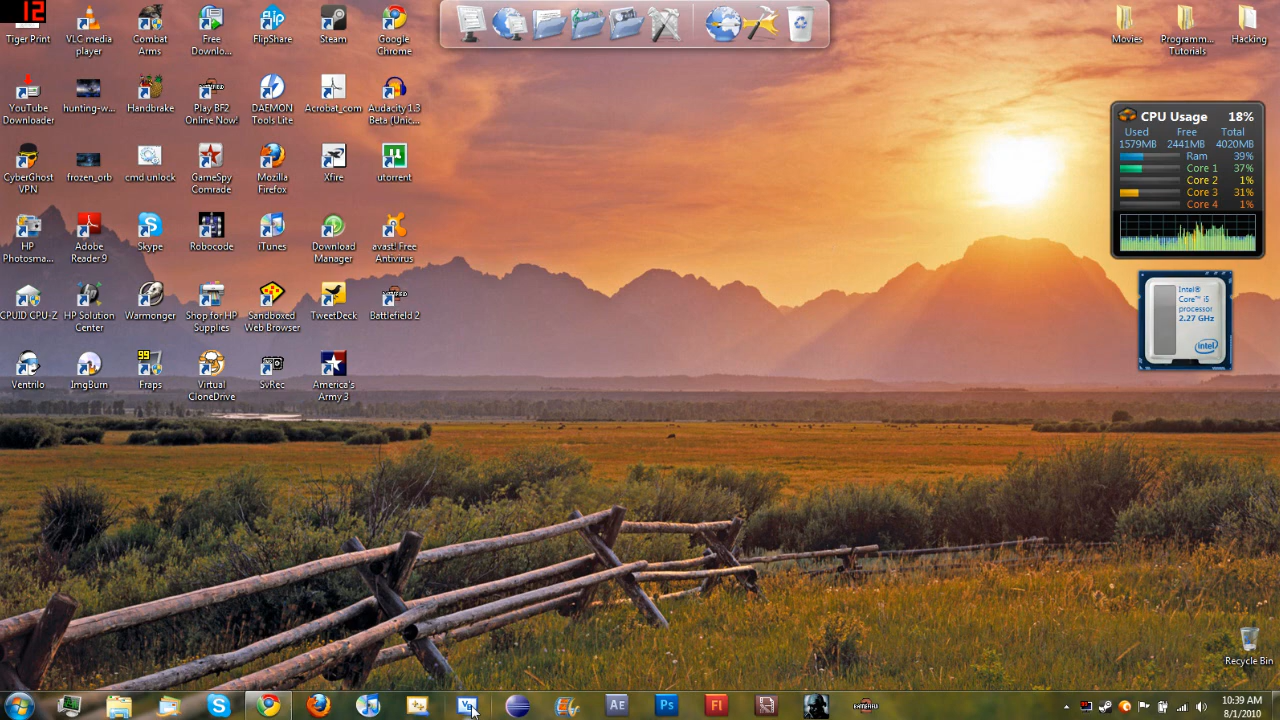 12
Tiger Print
VLC media
player
Combat
Arms
Free
Downlo...
FlipShare
Steam
Google
Chrome
YouTube
Downloader
hunting-w...
Handbrake
Play BF2
Online Now!
DAEMON
Tools Lite
Acrobat_com
Audacity 1.3
Beta (Unic...
CyberGhost
VPN
frozen_orb
cmd unlock
GameSpy
Comrade
Mozilla
Firefox
Xfire
utorrent
HP
Photosma...
Adobe
Reader 9
Skype
Robocode
iTunes
Download
Manager
avast! Free
Antivirus
CPUID CPU-Z
HP Solution
Center
Warmonger
Shop for HP
Supplies
Sandboxed
Web Browser
TweetDeck
Battlefield 2
Ventrilo
ImgBurn
99
Fraps
Virtual
CloneDrive
SvRec
America's
Army 3
Movies
Programm...
Tutorials
Hacking
CPU Usage 18%
Used Free Total
1579MB 2441MB 4020MB
Ram 39%
Core 1 37%
Core 2 1%
Core 3 31%
Core 4 1%
Intel®
Core™ i5
processor
2.27 GHz
intel
Recycle Bin
AE
Ps
Fl
10:39 AM
8/1/2010